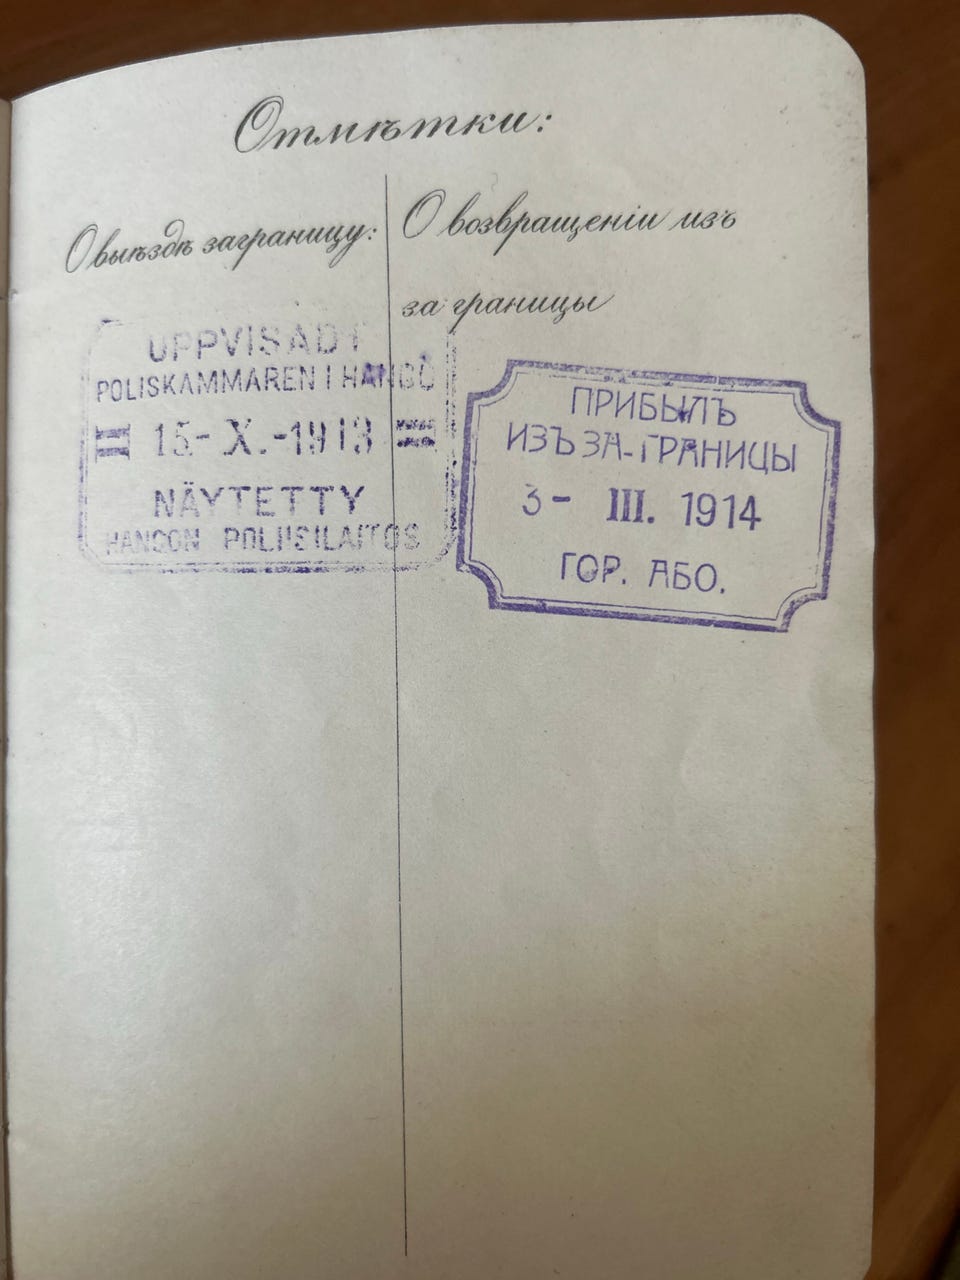 Отмѣтки:
О выѣздѣ заграницу:
О возвращеніи изъ
за границы
UPPVISADT
POLISKAMMAREN I HANGÖ
15- X. -1913
NÄYTETTY
HANGON POLIISILAITOS
ПРИБЫЛЪ
ИЗЪ ЗА-ГРАНИЦЫ
3- III. 1914
ГОР. АБО.